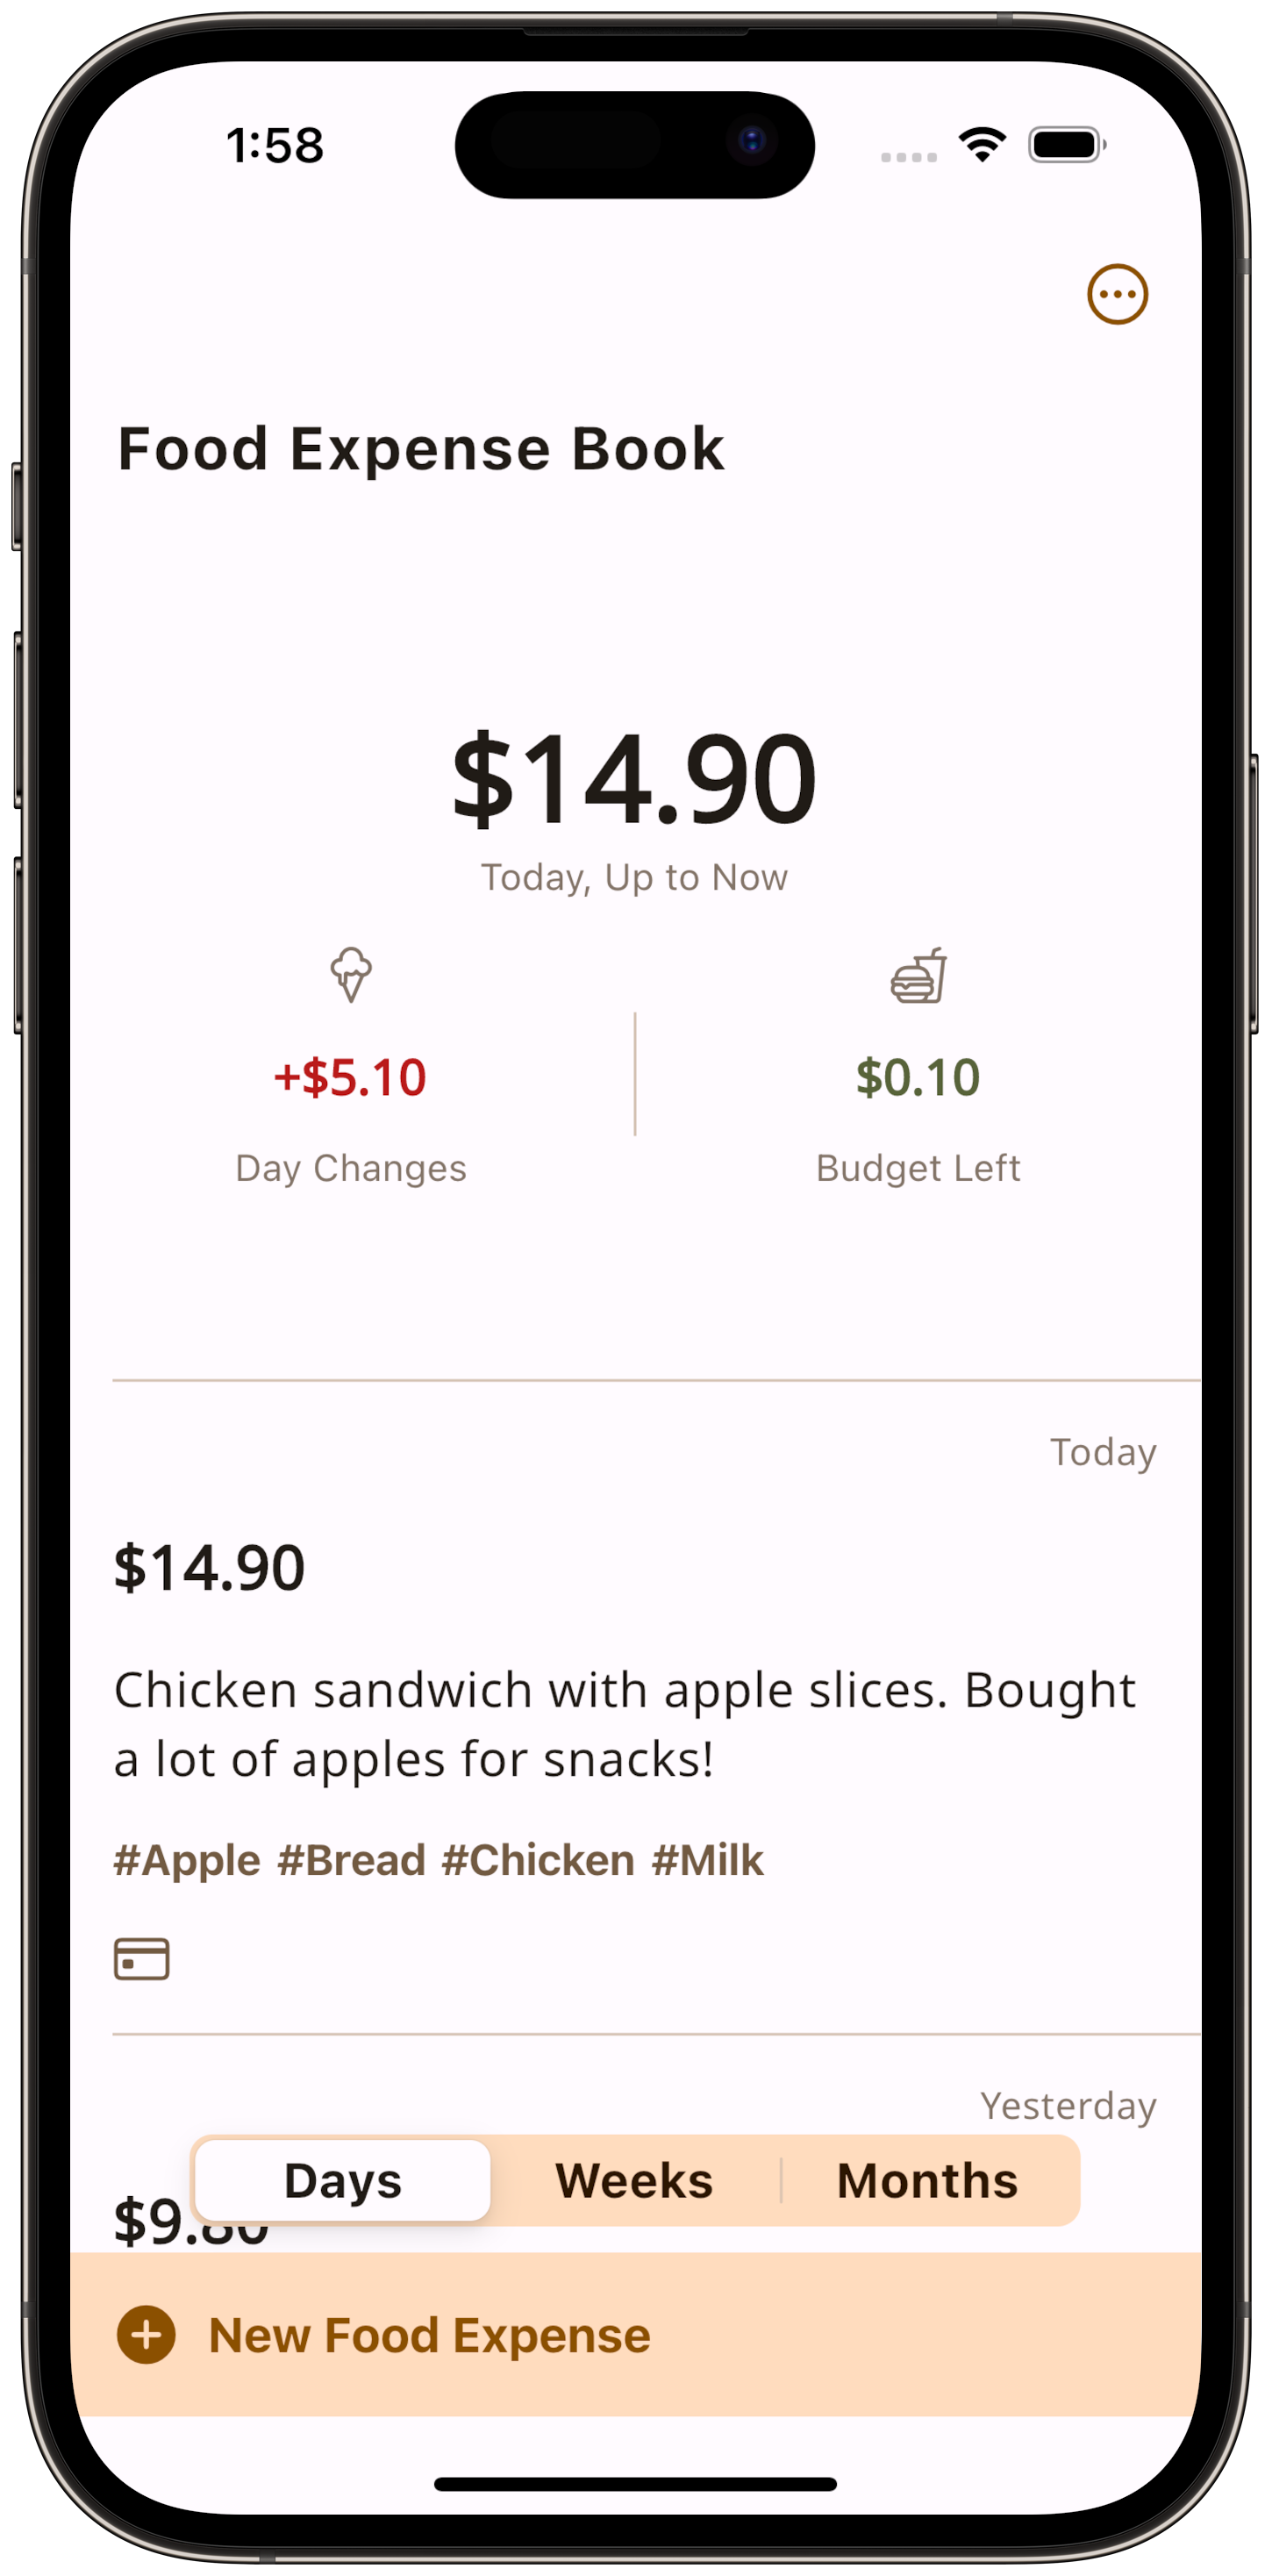 1:58
Food Expense Book
$14.90
Today, Up to Now
+$5.10
$0.10
Day Changes
Budget Left
Today
$14.90
Chicken sandwich with apple slices. Bought
a lot of apples for snacks!
#Apple #Bread #Chicken #Milk
Yesterday
Days Weeks Months
$9.80
New Food Expense